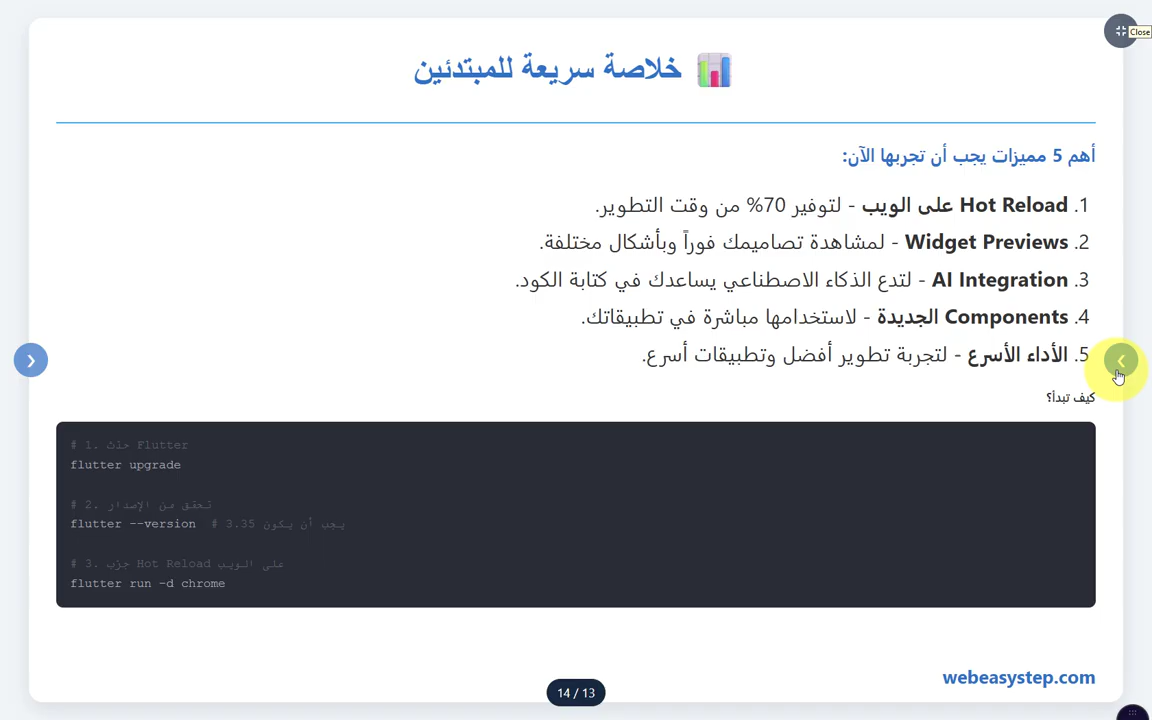 Close
📊 خلاصة سريعة للمبتدئين
أهم 5 مميزات يجب أن تجربها الآن:
1. Hot Reload على الويب - لتوفير 70% من وقت التطوير.
2. Widget Previews - لمشاهدة تصاميمك فوراً وبأشكال مختلفة.
3. AI Integration - لتدع الذكاء الاصطناعي يساعدك في كتابة الكود.
4. Components الجديدة - لاستخدامها مباشرة في تطبيقاتك.
5. الأداء الأسرع - لتجربة تطوير أفضل وتطبيقات أسرع.
كيف تبدأ؟
# 1. حدّث Flutter
flutter upgrade
# 2. تحقق من الإصدار
flutter --version # يجب أن يكون 3.35
# 3. جرّب Hot Reload على الويب
flutter run -d chrome
webeasystep.com
14 / 13